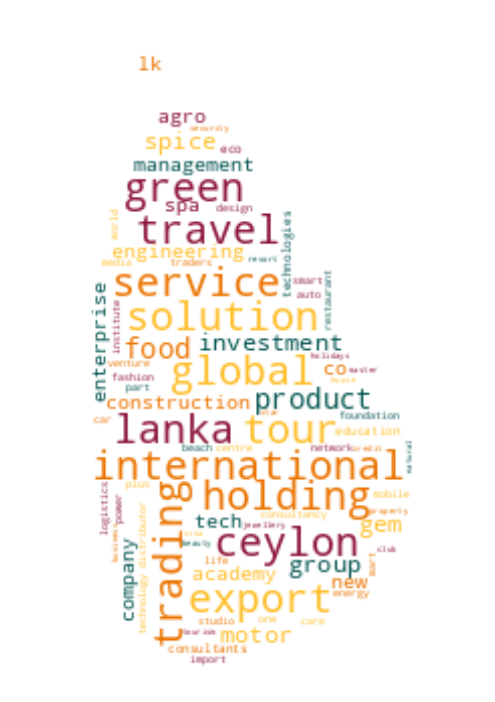 lk
agro
security
spice
eco
management
green
spa
design
world
travel
technologies
engineering
resort
media
traders
service
smart
auto
restaurant
enterprise
institute
solution
investment
food
holidays
venture
global
co
master
fashion
part
house
construction
product
car
foundation
lanka
tour
education
beach
centre
network
credit
natural
international
plus
holding
mobile
logistics
power
trading
property
consultancy
tech
jewellery
gem
business
distributor
beauty
ceylon
club
life
group
mart
company
technology
academy
new
energy
export
studio
one
care
tourism
motor
consultants
import